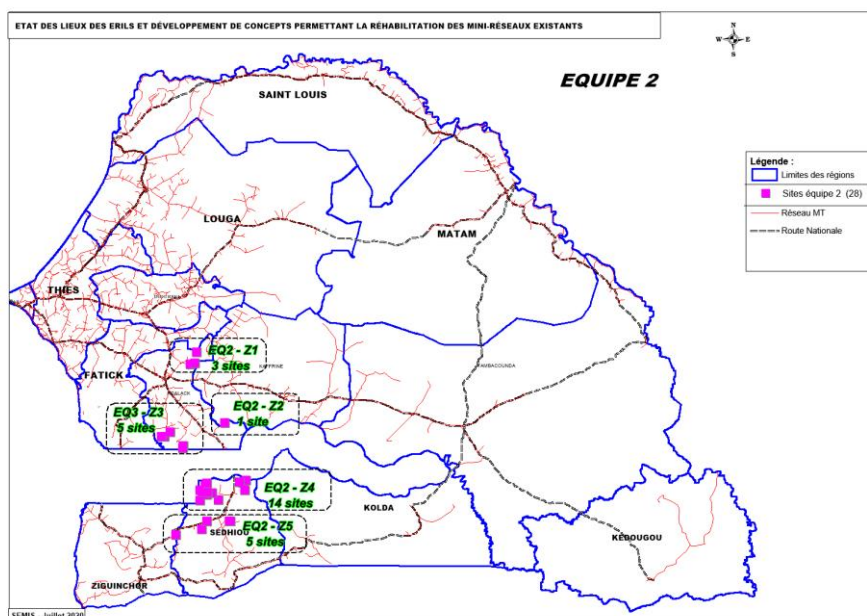 ETAT DES LIEUX DES ERILS ET DÉVELOPPEMENT DE CONCEPTS PERMETTANT LA RÉHABILITATION DES MINI-RÉSEAUX EXISTANTS
N
W E
S
EQUIPE 2
SAINT LOUIS
Légende :
Limites des régions
Sites équipe 2 (28)
Réseau MT
Route Nationale
LOUGA
MATAM
THIES
EQ2 - Z1
3 sites
KAFFRINE
TAMBACOUNDA
FATICK
EQ2 - Z2
1 site
EQ3 - Z3
5 sites
EQ2 - Z4
14 sites
KOLDA
EQ2 - Z5
5 sites
SEDHIOU
KÉDOUGOU
ZIGUINCHOR
SEMIS Juillet 2020